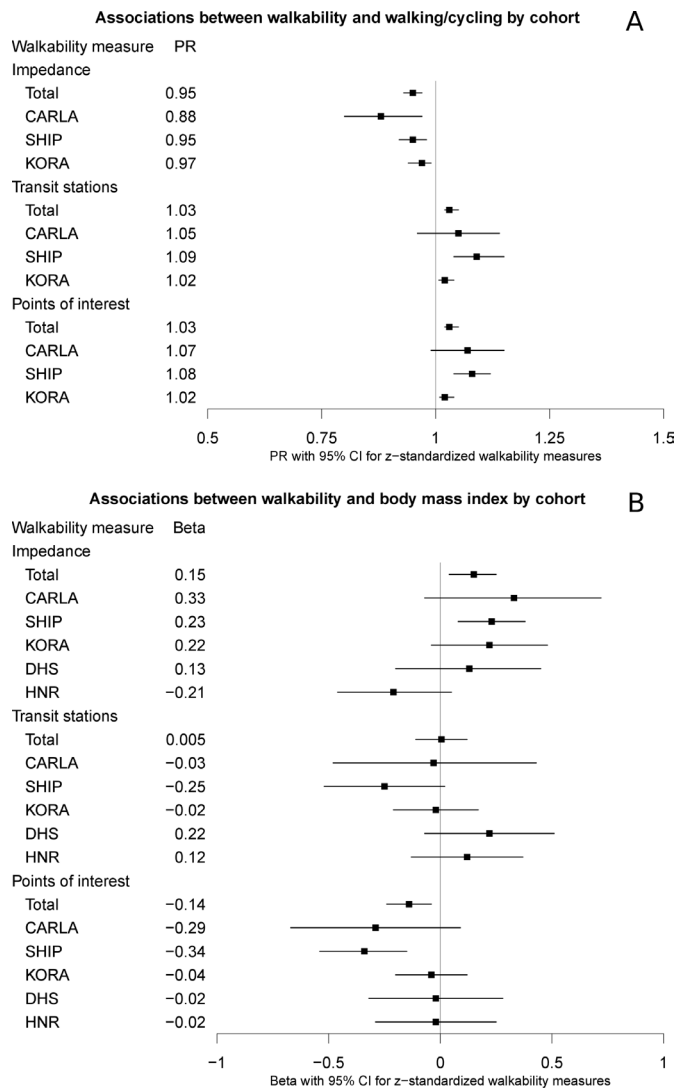 Associations between walkability and walking/cycling by cohort A
Walkability measure PR
Impedance
Total 0.95
CARLA 0.88
SHIP 0.95
KORA 0.97
Transit stations
Total 1.03
CARLA 1.05
SHIP 1.09
KORA 1.02
Points of interest
Total 1.03
CARLA 1.07
SHIP 1.08
KORA 1.02
0.5 0.75 1 1.25 1.5
PR with 95% CI for z−standardized walkability measures
Associations between walkability and body mass index by cohort B
Walkability measure Beta
Impedance
Total 0.15
CARLA 0.33
SHIP 0.23
KORA 0.22
DHS 0.13
HNR −0.21
Transit stations
Total 0.005
CARLA −0.03
SHIP −0.25
KORA −0.02
DHS 0.22
HNR 0.12
Points of interest
Total −0.14
CARLA −0.29
SHIP −0.34
KORA −0.04
DHS −0.02
HNR −0.02
−1 −0.5 0 0.5 1
Beta with 95% CI for z−standardized walkability measures